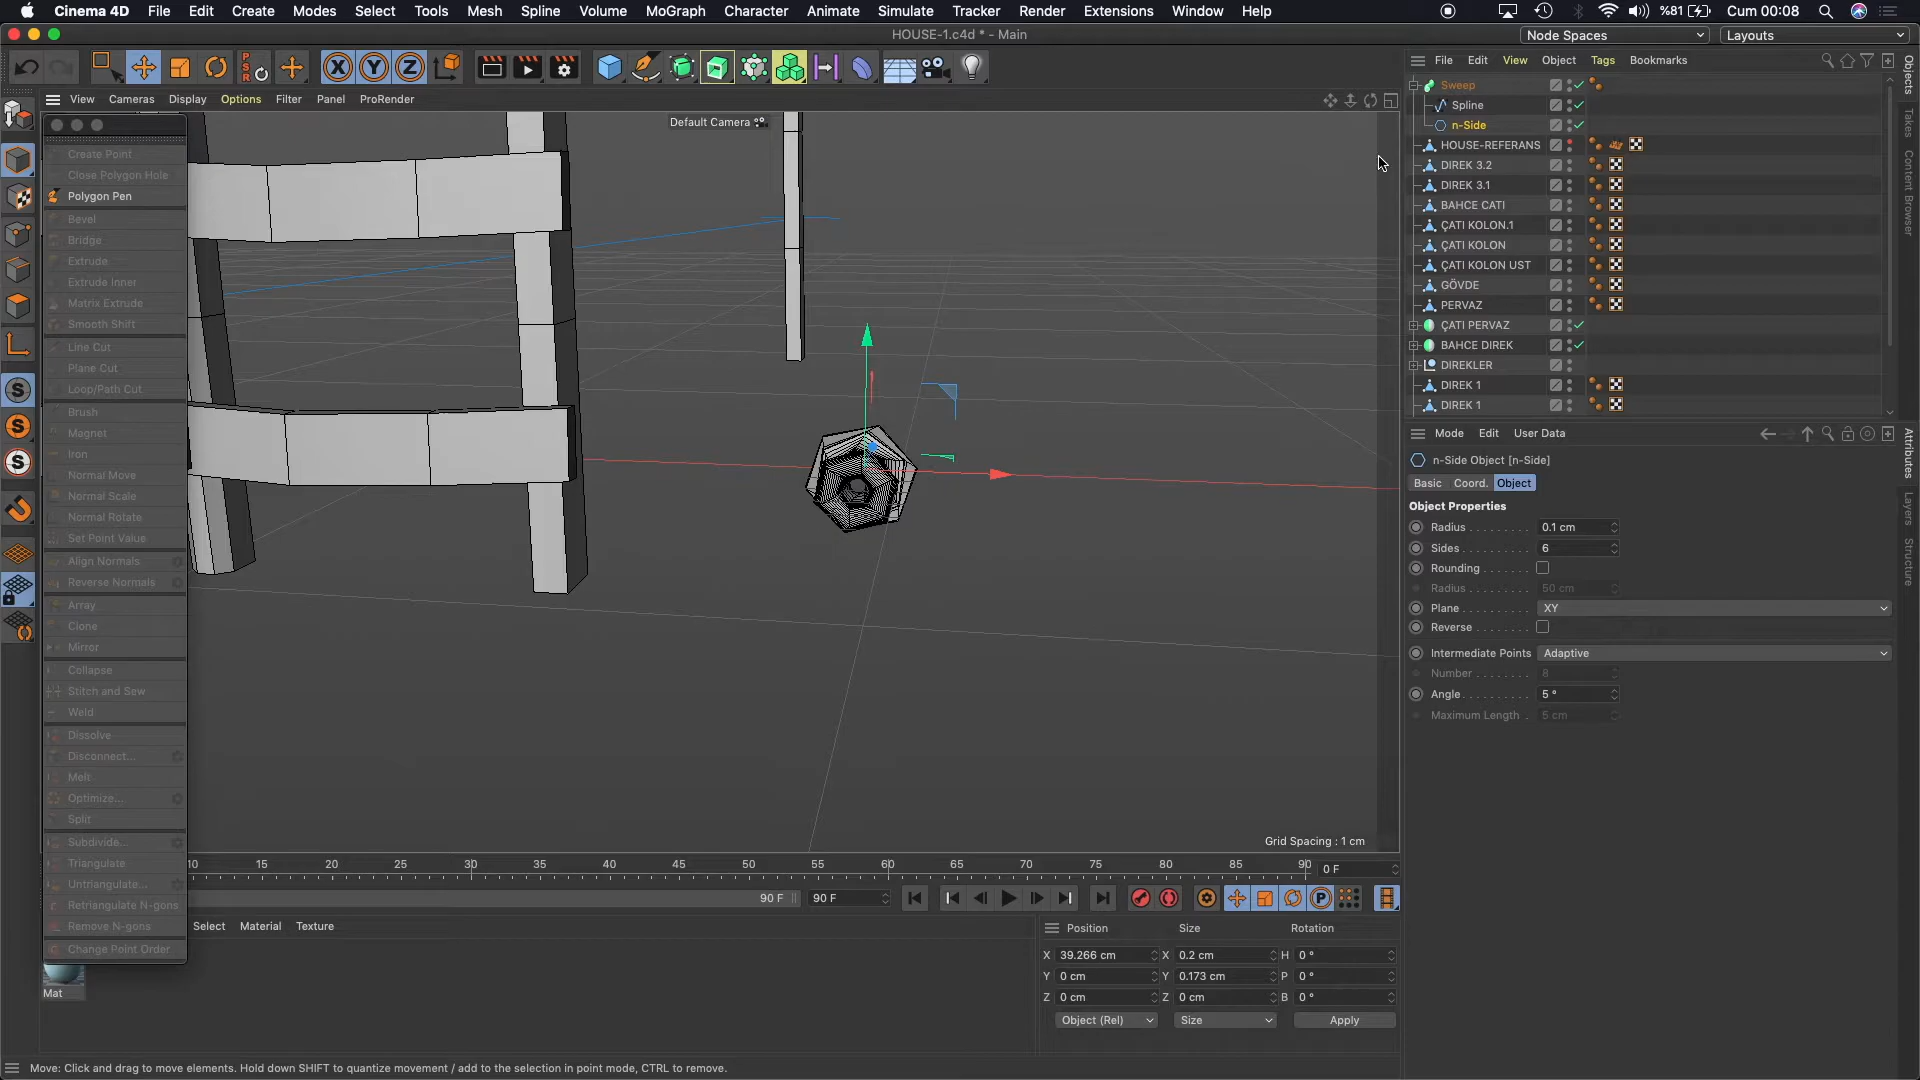 Cinema 4D File Edit Create Modes Select Tools Mesh Spline Volume MoGraph Character Animate Simulate Tracker Render Extensions Window Help %81 Cum 00:08
HOUSE-1.c4d * - Main
Node Spaces Layouts
View Cameras Display Options Filter Panel ProRender
Default Camera
Create Point
Close Polygon Hole
Polygon Pen
Bevel
Bridge
Extrude
Extrude Inner
Matrix Extrude
Smooth Shift
Line Cut
Plane Cut
Loop/Path Cut
Brush
Magnet
Iron
Normal Move
Normal Scale
Normal Rotate
Set Point Value
Align Normals
Reverse Normals
Array
Clone
Mirror
Collapse
Stitch and Sew
Weld
Dissolve
Disconnect...
Melt
Optimize...
Split
Subdivide...
Triangulate
Untriangulate...
Retriangulate N-gons
Remove N-gons
Change Point Order
Grid Spacing : 1 cm
10 15 20 25 30 35 40 45 50 55 60 65 70 75 80 85 90 0 F
90 F 90 F
Select Material Texture
Mat
Position Size Rotation
X 39.266 cm X 0.2 cm H 0 °
Y 0 cm Y 0.173 cm P 0 °
Z 0 cm Z 0 cm B 0 °
Object (Rel) Size Apply
File Edit View Object Tags Bookmarks
Sweep
Spline
n-Side
HOUSE-REFERANS
DIREK 3.2
DIREK 3.1
BAHCE CATI
ÇATI KOLON.1
ÇATI KOLON
ÇATI KOLON UST
GÖVDE
PERVAZ
ÇATI PERVAZ
BAHCE DIREK
DIREKLER
DIREK 1
DIREK 1
Mode Edit User Data
n-Side Object [n-Side]
Basic Coord. Object
Object Properties
Radius 0.1 cm
Sides 6
Rounding
Radius 50 cm
Plane XY
Reverse
Intermediate Points Adaptive
Number 8
Angle 5 °
Maximum Length 5 cm
Objects
Takes
Content Browser
Attributes
Layers
Structure
Move: Click and drag to move elements. Hold down SHIFT to quantize movement / add to the selection in point mode, CTRL to remove.